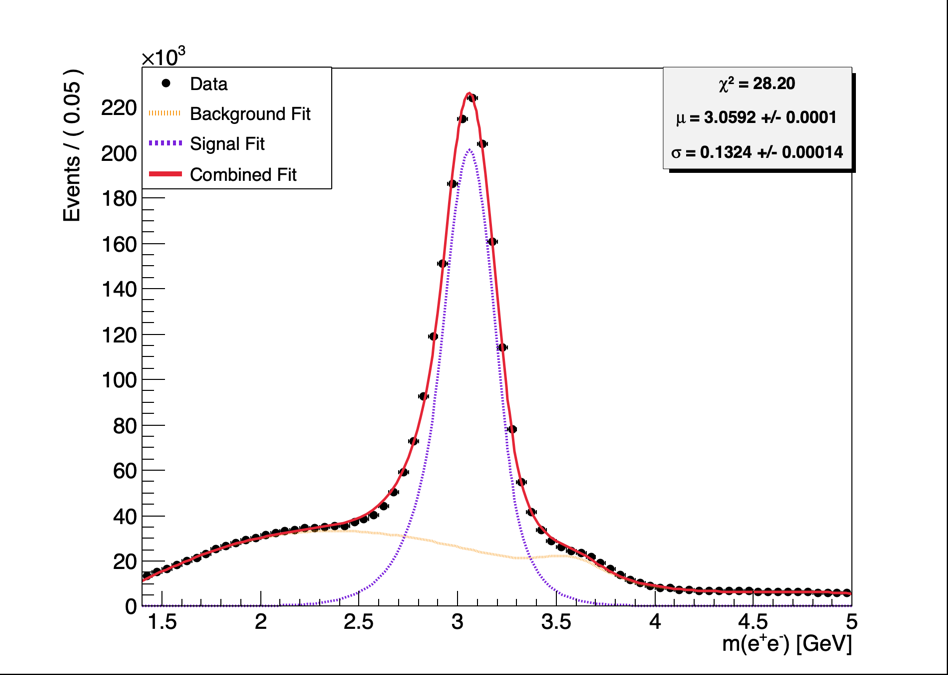 ×10³
Events / ( 0.05 )
Data
Background Fit
Signal Fit
Combined Fit
χ² = 28.20
μ = 3.0592 +/- 0.0001
σ = 0.1324 +/- 0.00014
220
200
180
160
140
120
100
80
60
40
20
0
1.5 2 2.5 3 3.5 4 4.5 5
m(e⁺e⁻) [GeV]